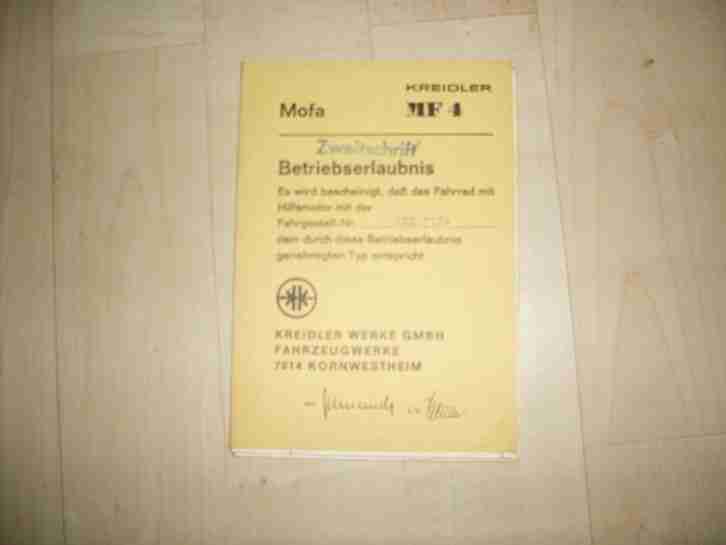 KREIDLER
Mofa MF 4
Zweitschrift
Betriebserlaubnis
Es wird bescheinigt, daß das Fahrrad mit
Hilfsmotor mit der
Fahrgestell-Nr.
dem durch diese Betriebserlaubnis
genehmigten Typ entspricht
KREIDLER WERKE GMBH
FAHRZEUGWERKE
7014 KORNWESTHEIM